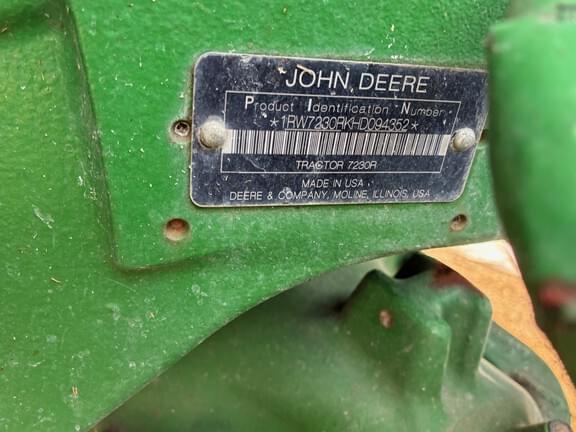 JOHN DEERE
Product Identification Number
*1RW7230RKHD094352*
TRACTOR 7230R
MADE IN USA
DEERE & COMPANY, MOLINE, ILLINOIS, USA